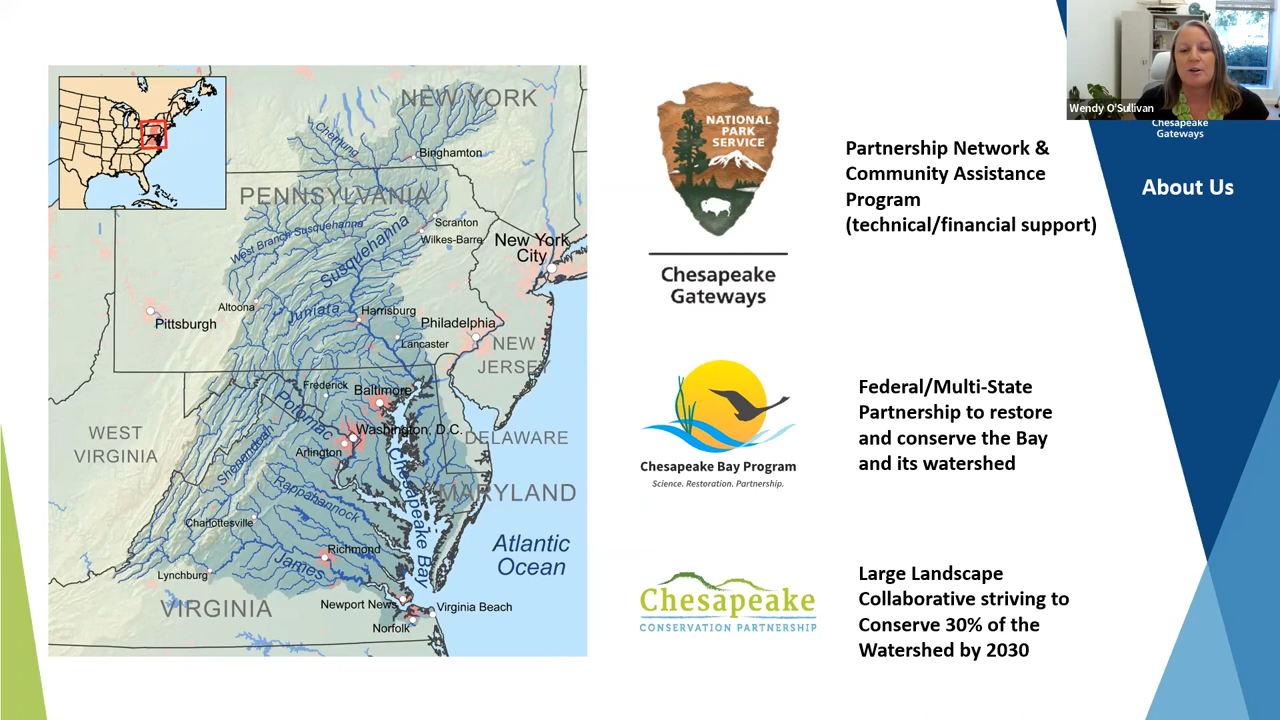 NEW YORK
Chemung
Binghamton
PENNSYLVANIA
Scranton
West Branch Susquehanna
Susquehanna
Wilkes-Barre
New York
City
Altoona
Juniata
Harrisburg
Pittsburgh
Philadelphia
Lancaster
NEW
JERSEY
Frederick
Baltimore
Potomac
Washington, D.C.
WEST
VIRGINIA
DELAWARE
Arlington
Shenandoah
Chesapeake Bay
MARYLAND
Rappahannock
Charlottesville
Atlantic
Ocean
Richmond
James
Lynchburg
VIRGINIA
Newport News
Virginia Beach
Norfolk
NATIONAL
PARK
SERVICE
Chesapeake
Gateways
Partnership Network &
Community Assistance
Program
(technical/financial support)
Chesapeake Bay Program
Science. Restoration. Partnership.
Federal/Multi-State
Partnership to restore
and conserve the Bay
and its watershed
Chesapeake
CONSERVATION PARTNERSHIP
Large Landscape
Collaborative striving to
Conserve 30% of the
Watershed by 2030
Wendy O'Sullivan
Chesapeake
Gateways
About Us